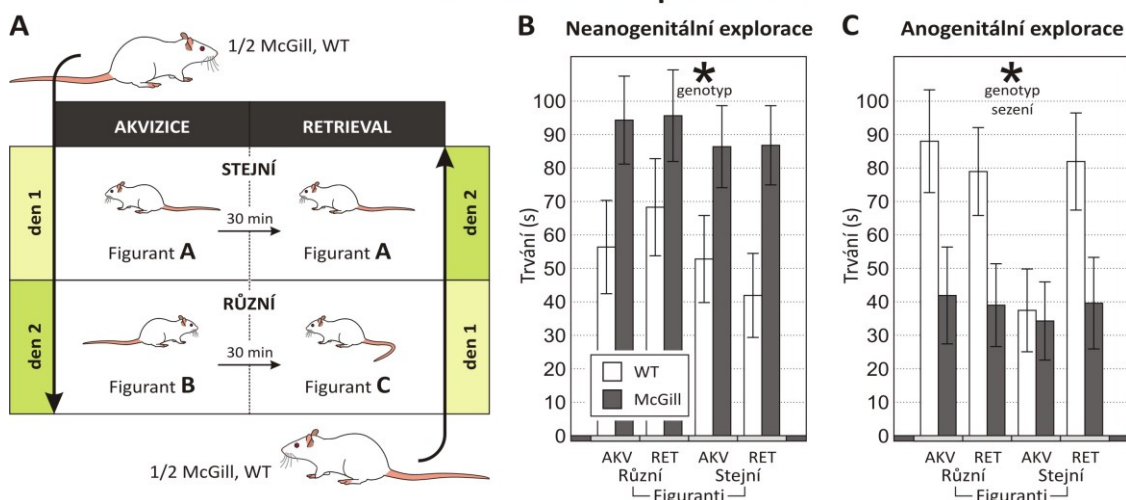 A
1/2 McGill, WT
AKVIZICE
RETRIEVAL
den 1
STEJNÍ
30 min
Figurant A
Figurant A
den 2
den 2
RŮZNÍ
30 min
Figurant B
Figurant C
den 1
1/2 McGill, WT
B Neanogenitální explorace
*
genotyp
Trvání (s)
100
90
80
70
60
50
40
30
20
10
0
WT
McGill
AKV RET AKV RET
Různí Stejní
Figuranti
C Anogenitální explorace
*
genotyp
sezení
Trvání (s)
100
90
80
70
60
50
40
30
20
10
0
AKV RET AKV RET
Různí Stejní
Figuranti